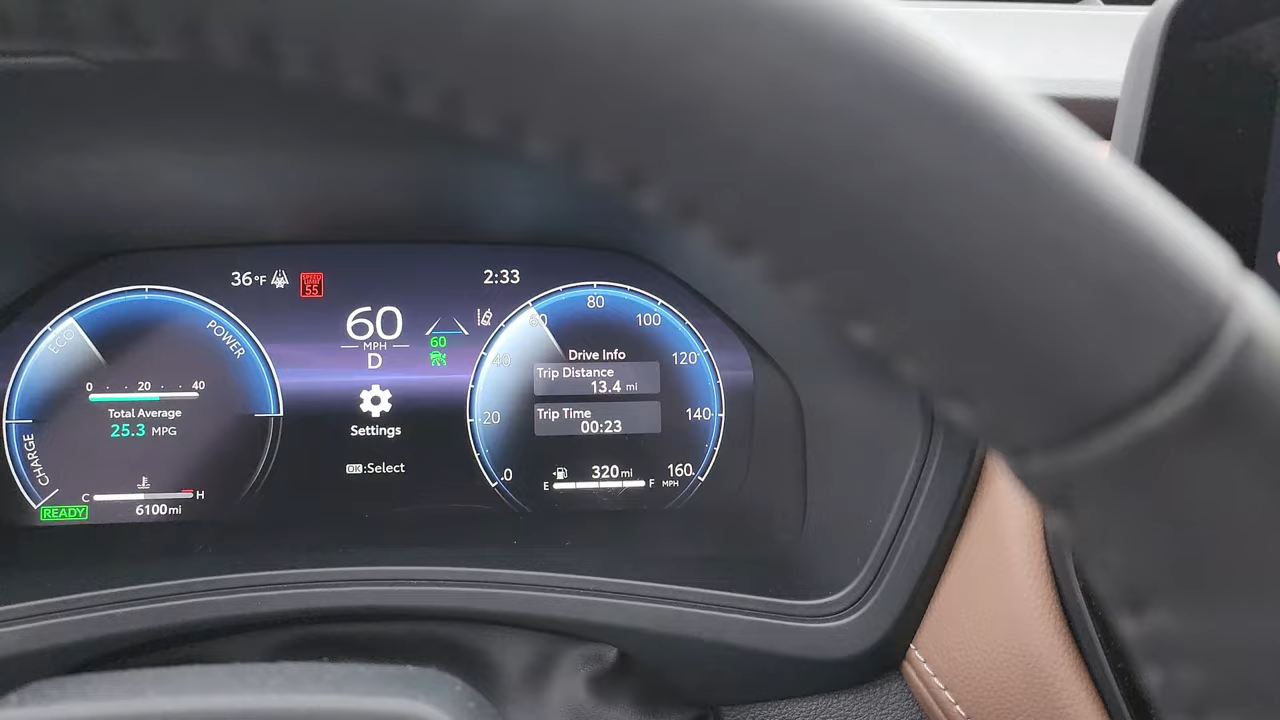 36°F
SPEED
LIMIT
55
2:33
ECO
POWER
CHARGE
0 20 40
Total Average
25.3 MPG
C H
READY
6100mi
60
MPH
D
60
Settings
OK:Select
0
20
40
60
80
100
120
140
160
MPH
Drive Info
Trip Distance
13.4 mi
Trip Time
00:23
320mi
E F